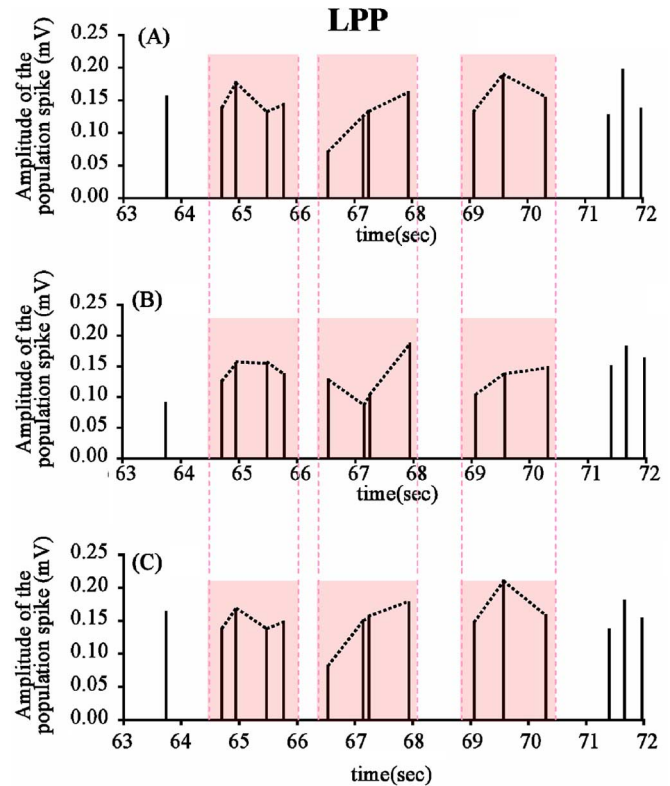 LPP
(A)
Amplitude of the
population spike (mV)
0.25
0.20
0.15
0.10
0.05
0.00
63 64 65 66 67 68 69 70 71 72
time(sec)
(B)
Amplitude of the
population spike (mV)
0.25
0.20
0.15
0.10
0.05
0.00
63 64 65 66 67 68 69 70 71 72
time(sec)
(C)
Amplitude of the
population spike (mV)
0.25
0.20
0.15
0.10
0.05
0.00
63 64 65 66 67 68 69 70 71 72
time(sec)